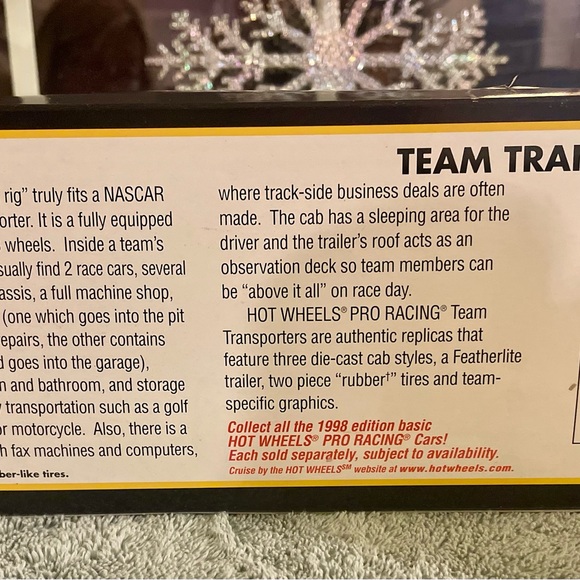 TEAM
rig” truly fits a NASCAR
orter. It is a fully equipped
wheels. Inside a team’s
sually find 2 race cars, several
assis, a full machine shop,
(one which goes into the pit
epairs, the other contains
d goes into the garage),
n and bathroom, and storage
transportation such as a golf
or motorcycle. Also, there is a
h fax machines and computers,
ber-like tires.
where track-side business deals are often
made. The cab has a sleeping area for the
driver and the trailer’s roof acts as an
observation deck so team members can
be “above it all” on race day.
HOT WHEELS® PRO RACING® Team
Transporters are authentic replicas that
feature three die-cast cab styles, a Featherlite
trailer, two piece “rubber†” tires and team-
specific graphics.
Collect all the 1998 edition basic
HOT WHEELS® PRO RACING® Cars!
Each sold separately, subject to availability.
Cruise by the HOT WHEELS℠ website at www.hotwheels.com.